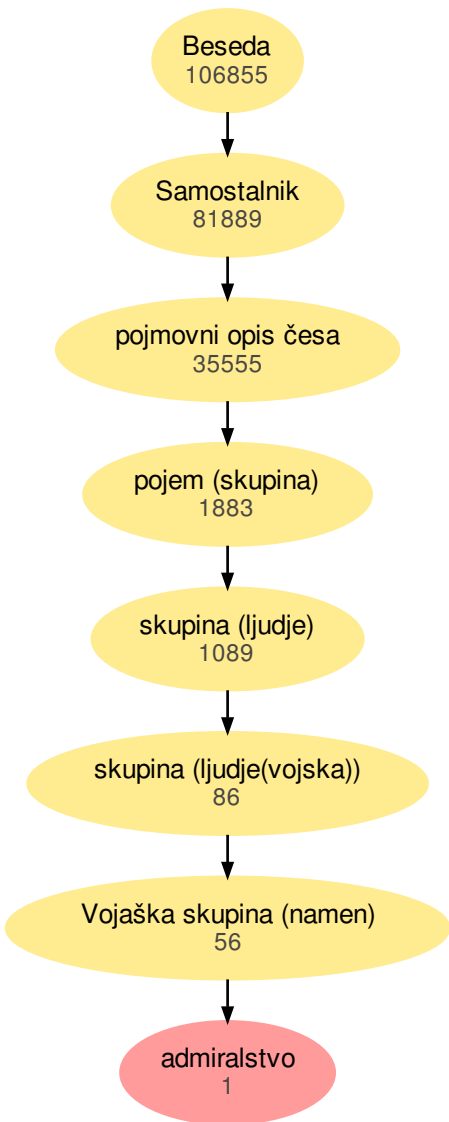 Beseda
106855
Samostalnik
81889
pojmovni opis česa
35555
pojem (skupina)
1883
skupina (ljudje)
1089
skupina (ljudje(vojska))
86
Vojaška skupina (namen)
56
admiralstvo
1